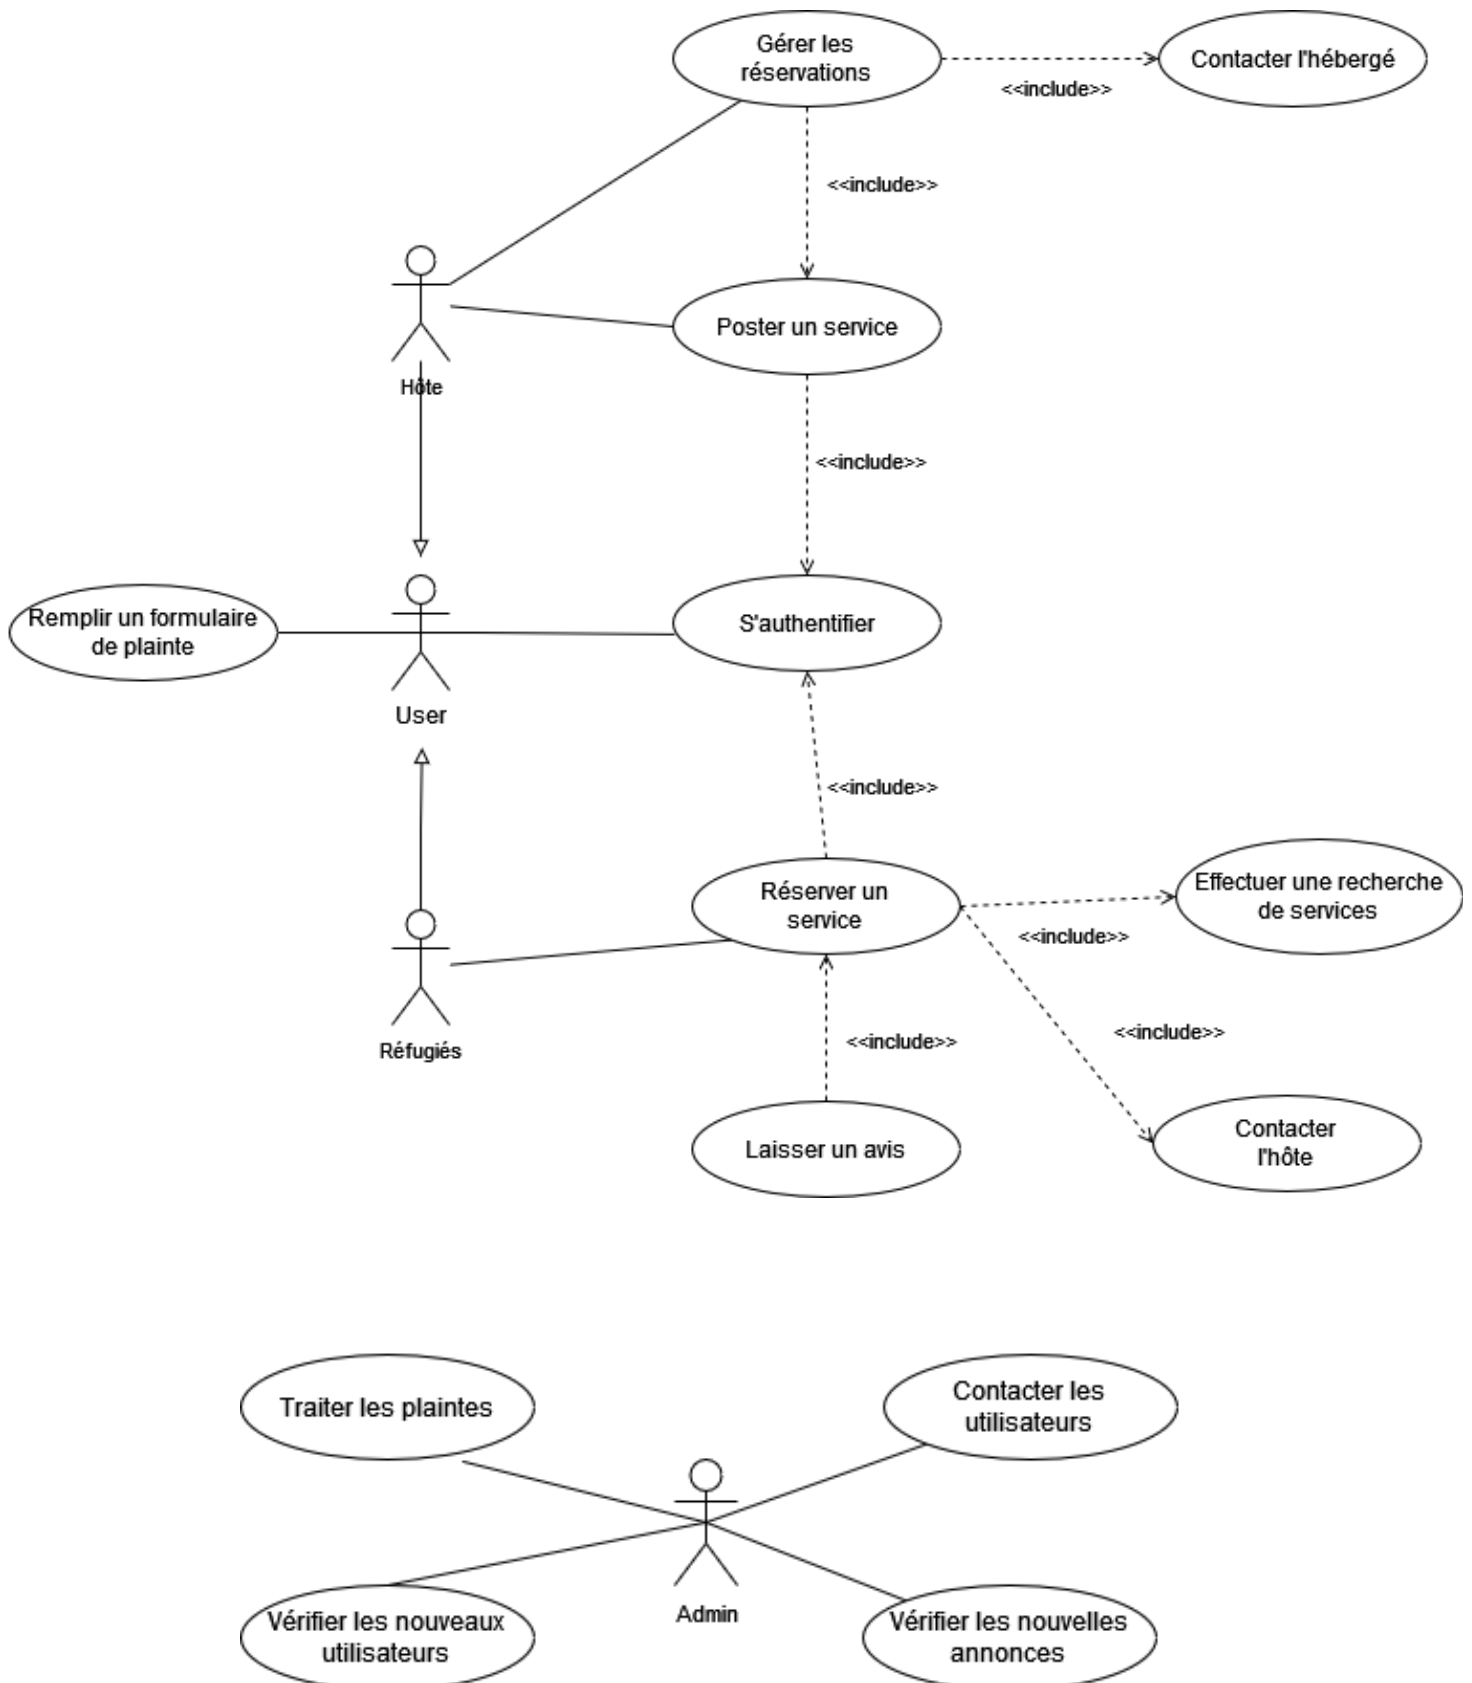 Gérer les
réservations
Contacter l'hébergé
<<include>>
<<include>>
Poster un service
Hôte
<<include>>
Remplir un formulaire
de plainte
S'authentifier
User
<<include>>
Réserver un
service
Effectuer une recherche
de services
<<include>>
Réfugiés
<<include>>
<<include>>
Laisser un avis
Contacter
l'hôte
Traiter les plaintes
Contacter les
utilisateurs
Admin
Vérifier les nouveaux
utilisateurs
Vérifier les nouvelles
annonces